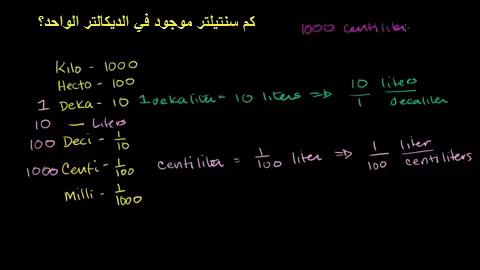 كم سنتيلتر موجود في الديكالتر الواحد؟
1000 centiliter
Kilo - 1000
Hecto - 100
1 Deka - 10 1 dekaliter = 10 liters ⇒ 10 liters / 1 decaliter
10 — Liters
100 Deci - 1/10
1000 Centi - 1/100 centiliter = 1/100 liter ⇒ 1/100 liter/centiliters
Milli - 1/1000